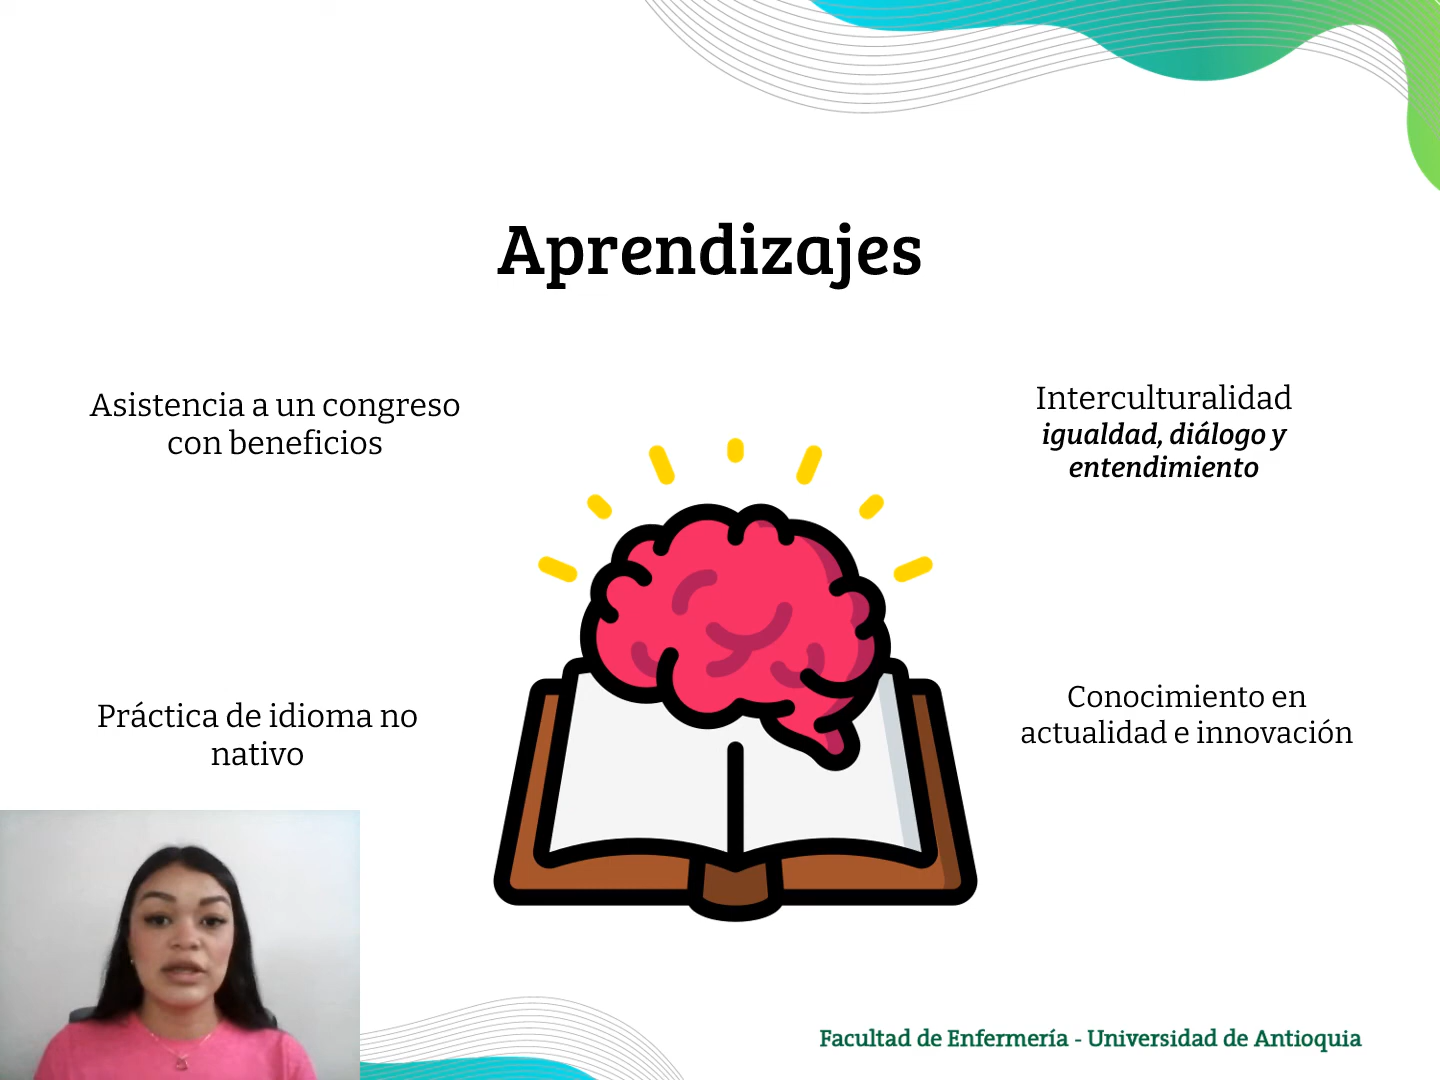 Aprendizajes
Asistencia a un congreso
con beneficios
Interculturalidad
igualdad, diálogo y
entendimiento
Práctica de idioma no
nativo
Conocimiento en
actualidad e innovación
Facultad de Enfermería - Universidad de Antioquia